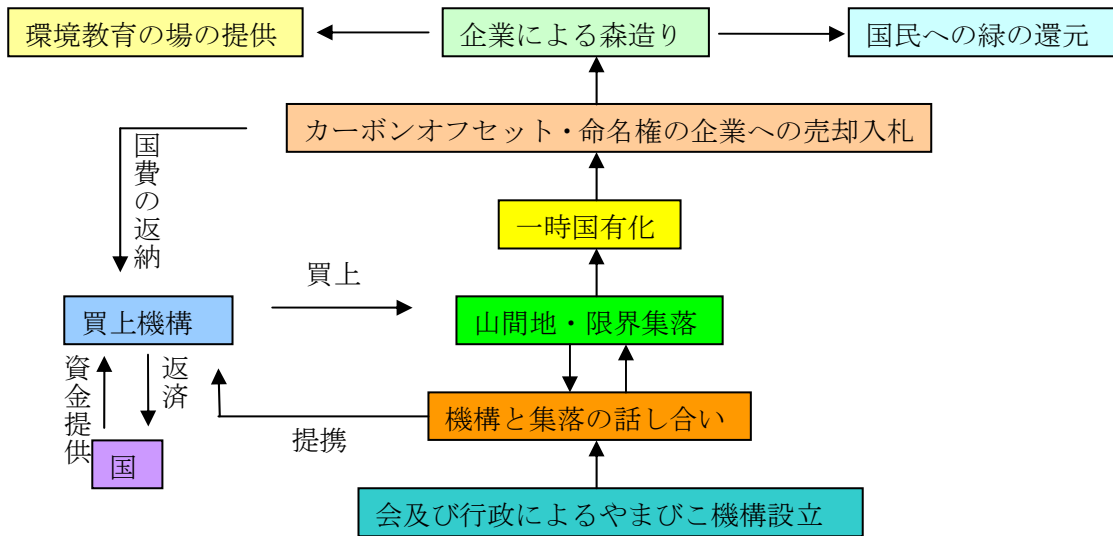 環境教育の場の提供
企業による森造り
国民への緑の還元
カーボンオフセット・命名権の企業への売却入札
国費の返納
一時国有化
買上
買上機構
山間地・限界集落
資金提供
返済
機構と集落の話し合い
提携
国
会及び行政によるやまびこ機構設立